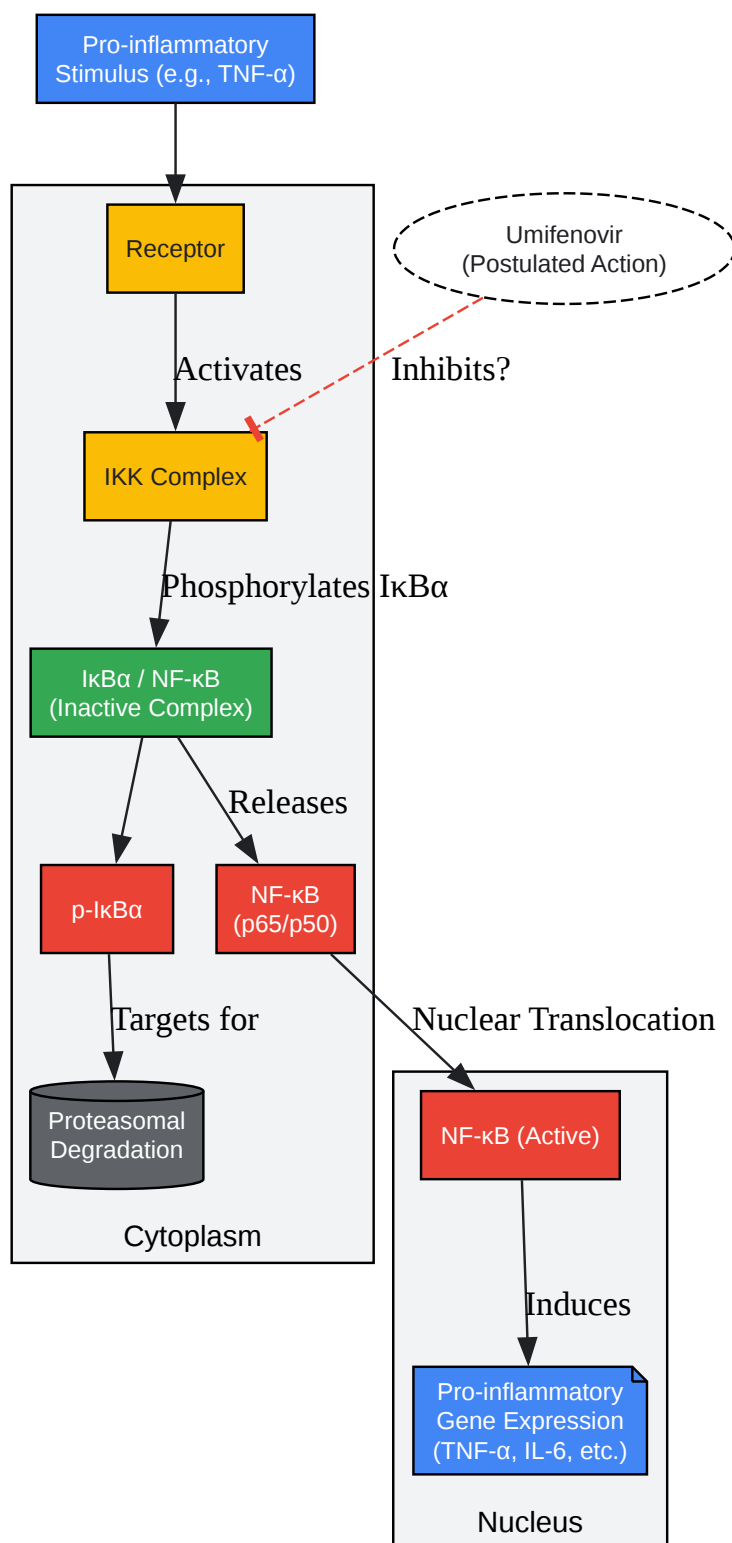 Pro-inflammatory
Stimulus (e.g., TNF-α)
Receptor
Umifenovir
(Postulated Action)
Activates
Inhibits?
IKK Complex
Phosphorylates IκBα
IκBα / NF-κB
(Inactive Complex)
Releases
p-IκBα
NF-κB
(p65/p50)
Targets for
Nuclear Translocation
Proteasomal
Degradation
NF-κB (Active)
Cytoplasm
Induces
Pro-inflammatory
Gene Expression
(TNF-α, IL-6, etc.)
Nucleus